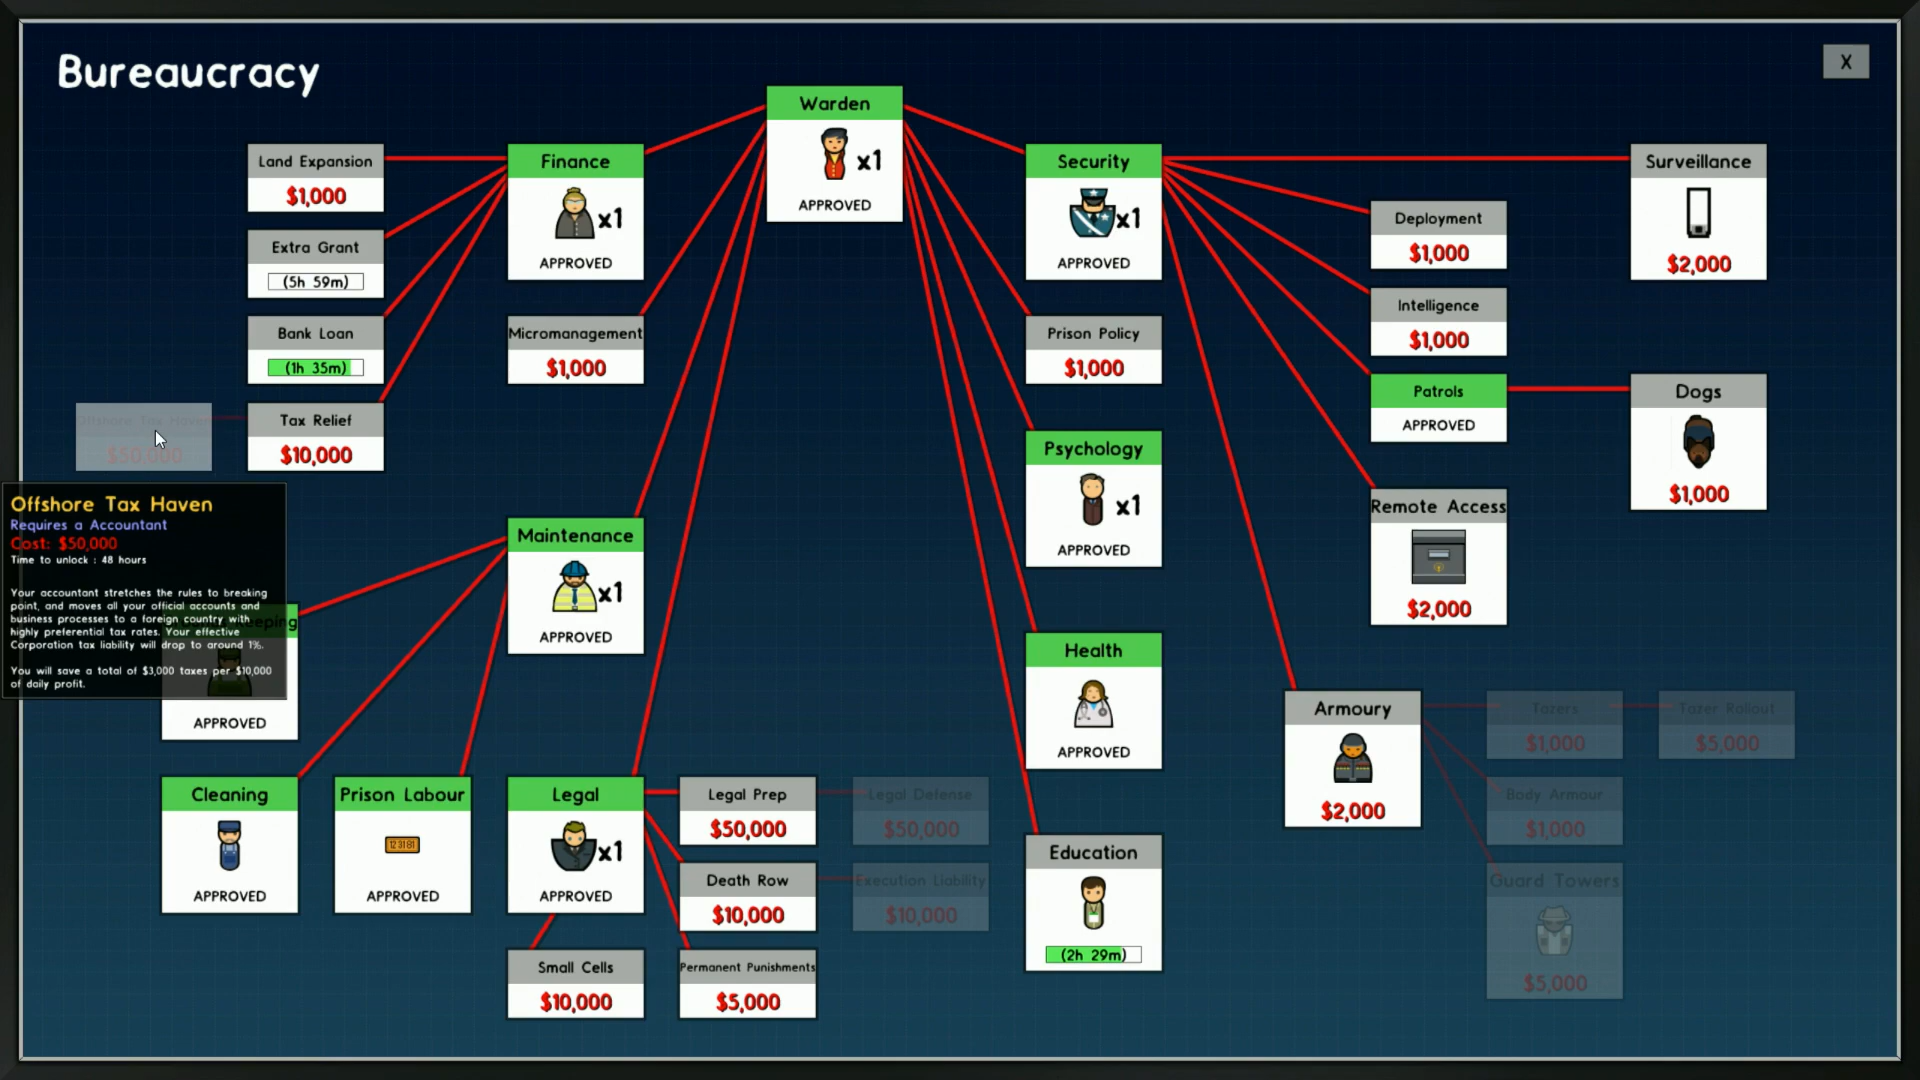 Bureaucracy
X
Warden
x1
APPROVED
Land Expansion
$1,000
Finance
x1
APPROVED
Security
x1
APPROVED
Surveillance
$2,000
Extra Grant
(5h 59m)
Deployment
$1,000
Bank Loan
(1h 35m)
Micromanagement
$1,000
Prison Policy
$1,000
Intelligence
$1,000
Offshore Tax Haven
$50,000
Tax Relief
$10,000
Patrols
APPROVED
Dogs
$1,000
Psychology
x1
APPROVED
Remote Access
$2,000
Offshore Tax Haven
Requires a Accountant
Cost: $50,000
Time to unlock : 48 hours
Your accountant stretches the rules to breaking
point, and moves all your official accounts and
business processes to a foreign country with
highly preferential tax rates. Your effective
Corporation tax liability will drop to around 1%.
You will save a total of $3,000 taxes per $10,000
of daily profit.
APPROVED
Maintenance
x1
APPROVED
Health
APPROVED
Armoury
$2,000
Tazers
$1,000
Tazer Rollout
$5,000
Cleaning
APPROVED
Prison Labour
APPROVED
Legal
x1
APPROVED
Legal Prep
$50,000
Legal Defense
$50,000
Body Armour
$1,000
Death Row
$10,000
Execution Liability
$10,000
Education
(2h 29m)
Guard Towers
$5,000
Small Cells
$10,000
Permanent Punishments
$5,000